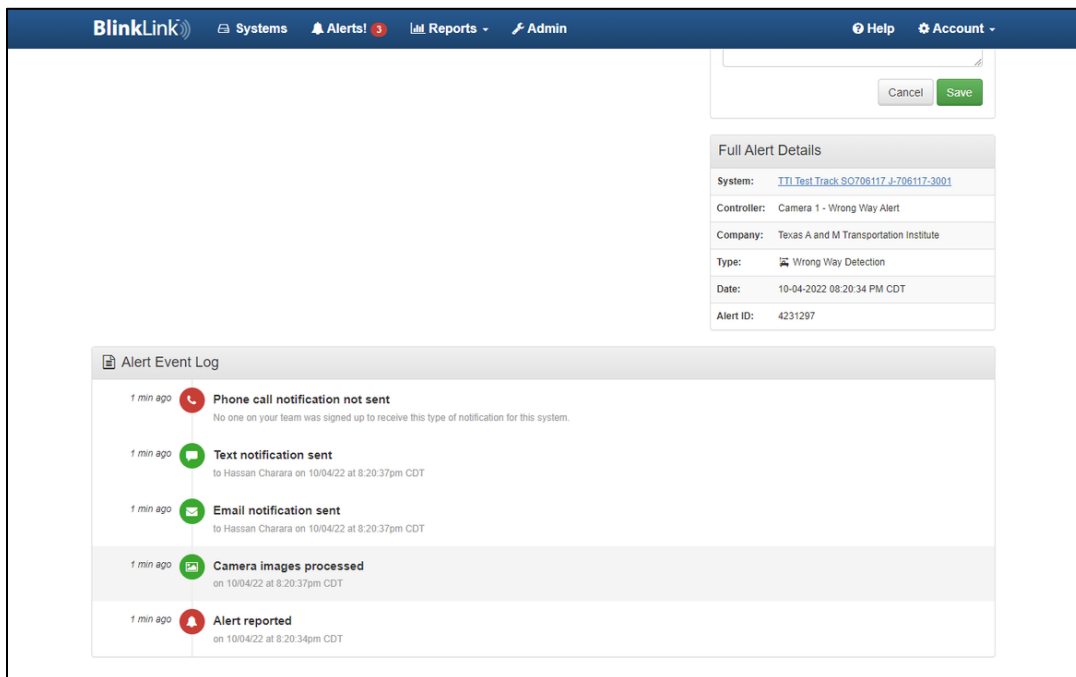 BlinkLink Systems Alerts! 3 Reports Admin Help Account
Cancel Save
Full Alert Details
System: TTI Test Track SO706117 J-706117-3001
Controller: Camera 1 - Wrong Way Alert
Company: Texas A and M Transportation Institute
Type: Wrong Way Detection
Date: 10-04-2022 08:20:34 PM CDT
Alert ID: 4231297
Alert Event Log
1 min ago Phone call notification not sent
No one on your team was signed up to receive this type of notification for this system.
1 min ago Text notification sent
to Hassan Charara on 10/04/22 at 8:20:37pm CDT
1 min ago Email notification sent
to Hassan Charara on 10/04/22 at 8:20:37pm CDT
1 min ago Camera images processed
on 10/04/22 at 8:20:37pm CDT
1 min ago Alert reported
on 10/04/22 at 8:20:34pm CDT